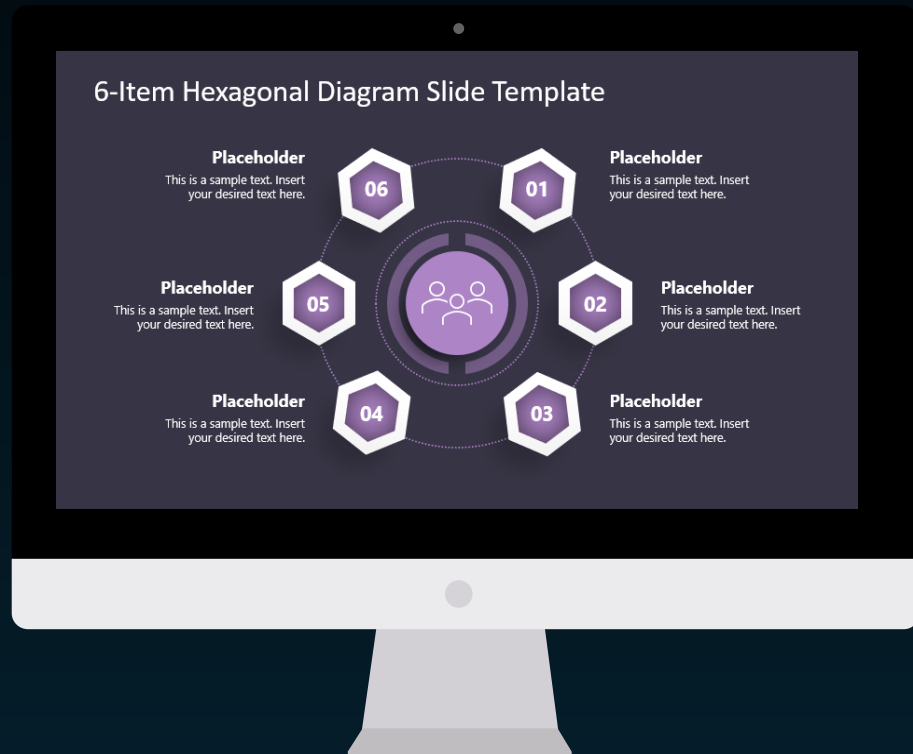 6-Item Hexagonal Diagram Slide Template
Placeholder
This is a sample text. Insert
your desired text here.
06
01
Placeholder
This is a sample text. Insert
your desired text here.
Placeholder
This is a sample text. Insert
your desired text here.
05
02
Placeholder
This is a sample text. Insert
your desired text here.
Placeholder
This is a sample text. Insert
your desired text here.
04
03
Placeholder
This is a sample text. Insert
your desired text here.